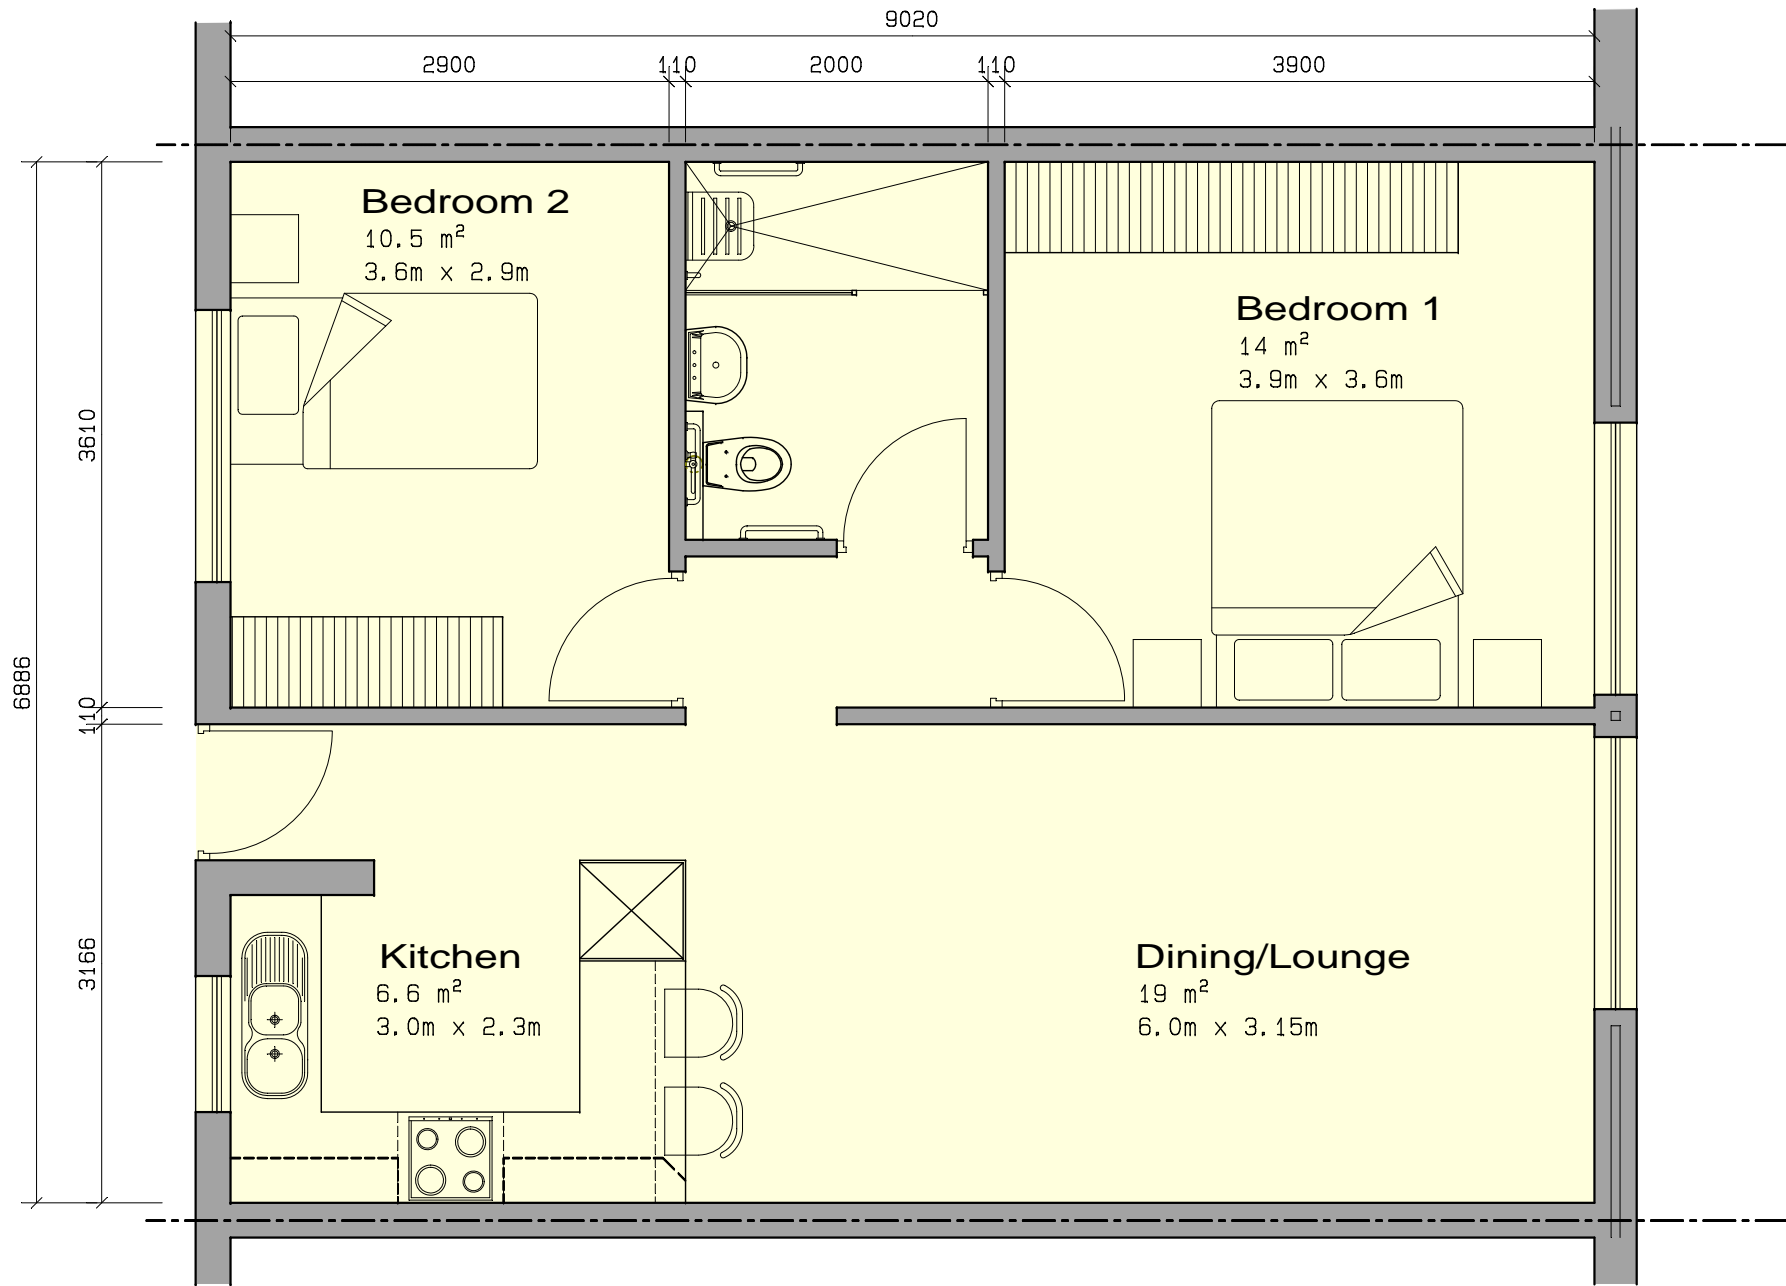 9020
2900
110
2000
110
3900
Bedroom 2
10.5 m²
3.6m x 2.9m
Bedroom 1
14 m²
3.9m x 3.6m
3610
6886
110
3166
Kitchen
6.6 m²
3.0m x 2.3m
Dining/Lounge
19 m²
6.0m x 3.15m